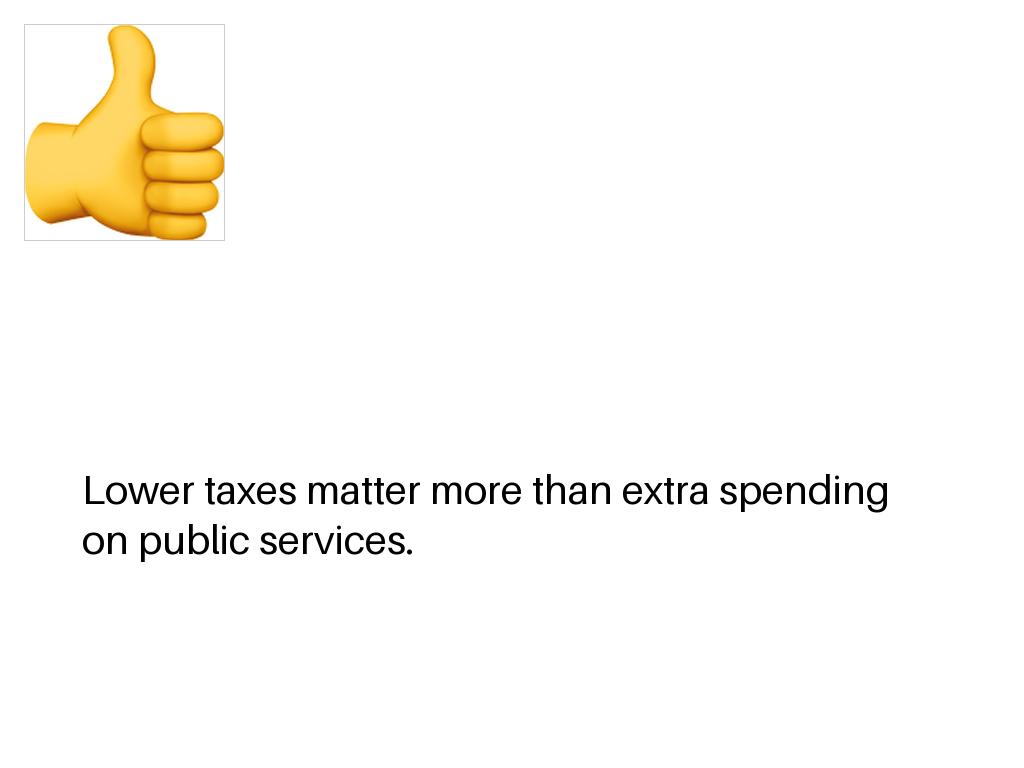 Lower taxes matter more than extra spending
on public services.